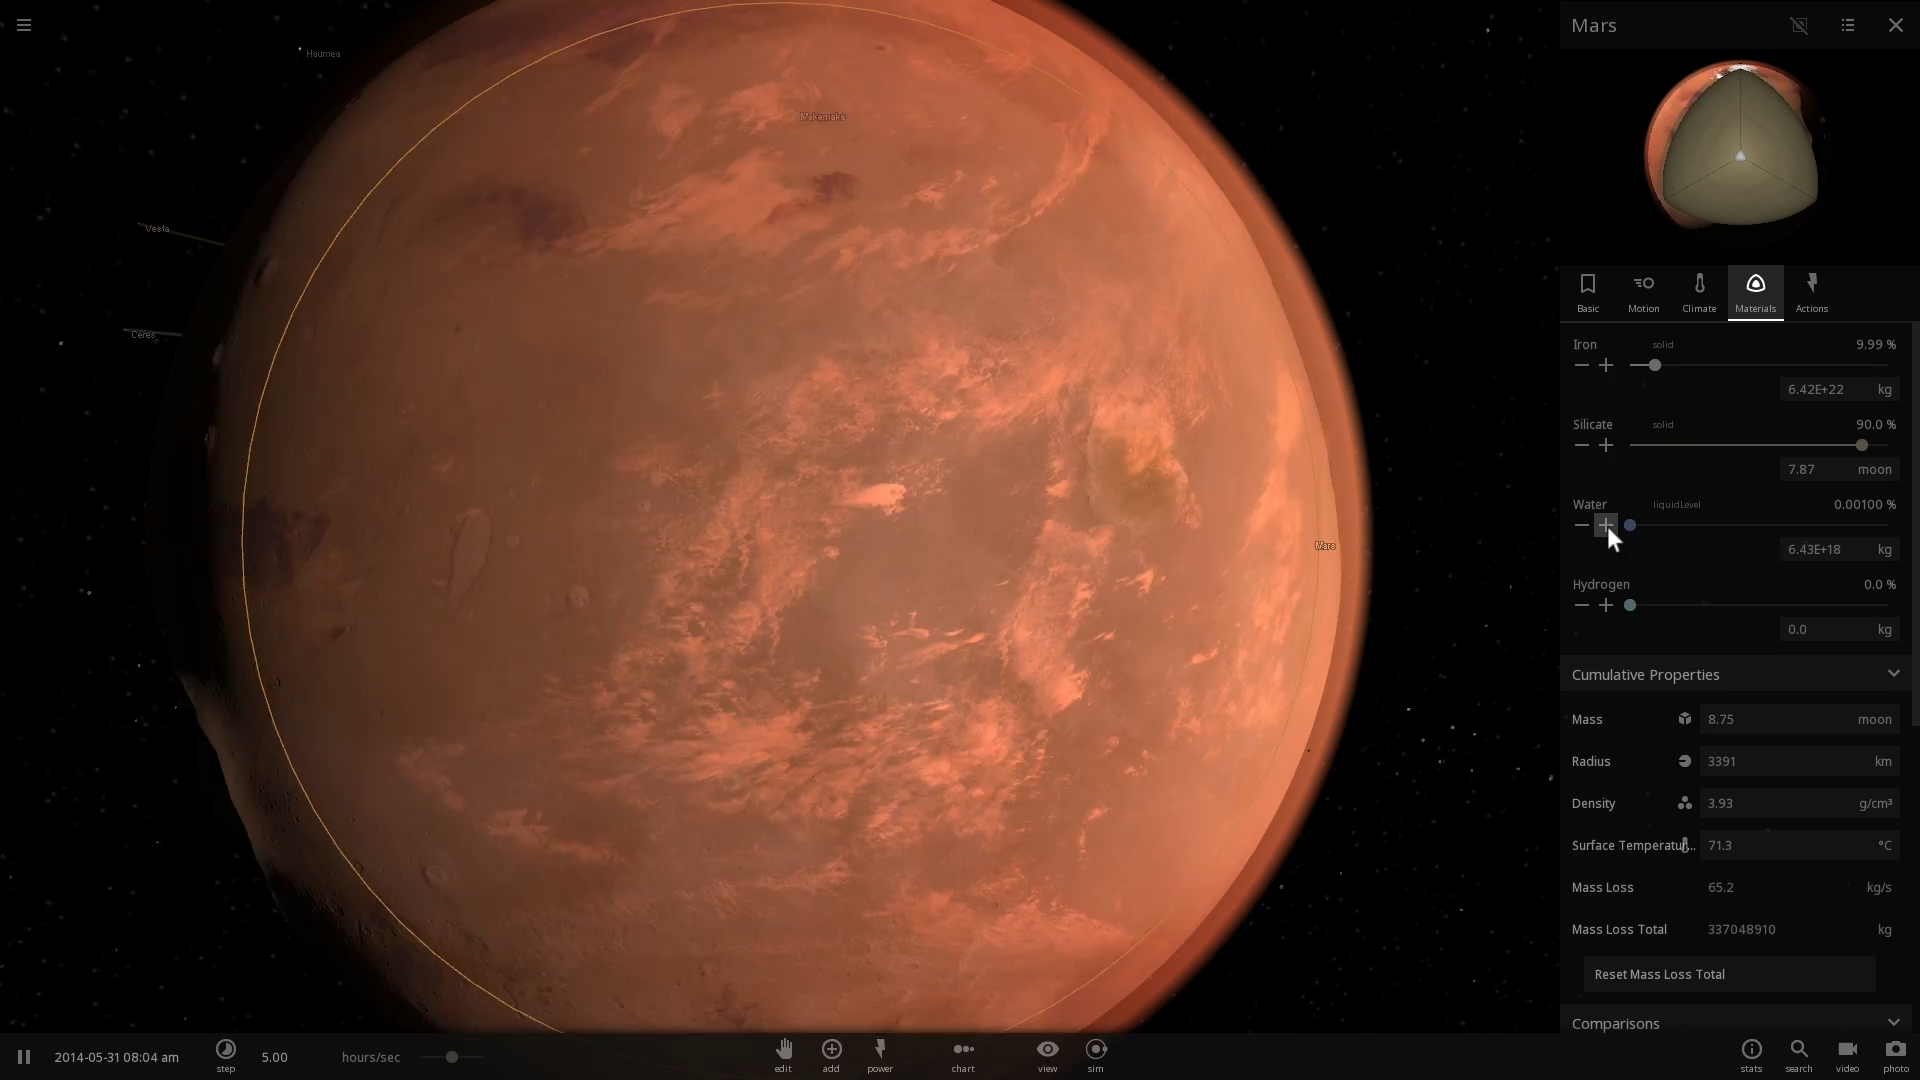 Mars
Haumea
Makemake
Vesta
Ceres
Mars
Basic
Motion
Climate
Materials
Actions
Iron solid 9.99 %
6.42E+22 kg
Silicate solid 90.0 %
7.87 moon
Water liquidLevel 0.00100 %
6.43E+18 kg
Hydrogen 0.0 %
0.0 kg
Cumulative Properties
Mass 8.75 moon
Radius 3391 km
Density 3.93 g/cm³
Surface Temperatur... 71.3 °C
Mass Loss 65.2 kg/s
Mass Loss Total 337048910 kg
Reset Mass Loss Total
Comparisons
2014-05-31 08:04 am
step
5.00 hours/sec
edit
add
power
chart
view
sim
stats
search
video
photo